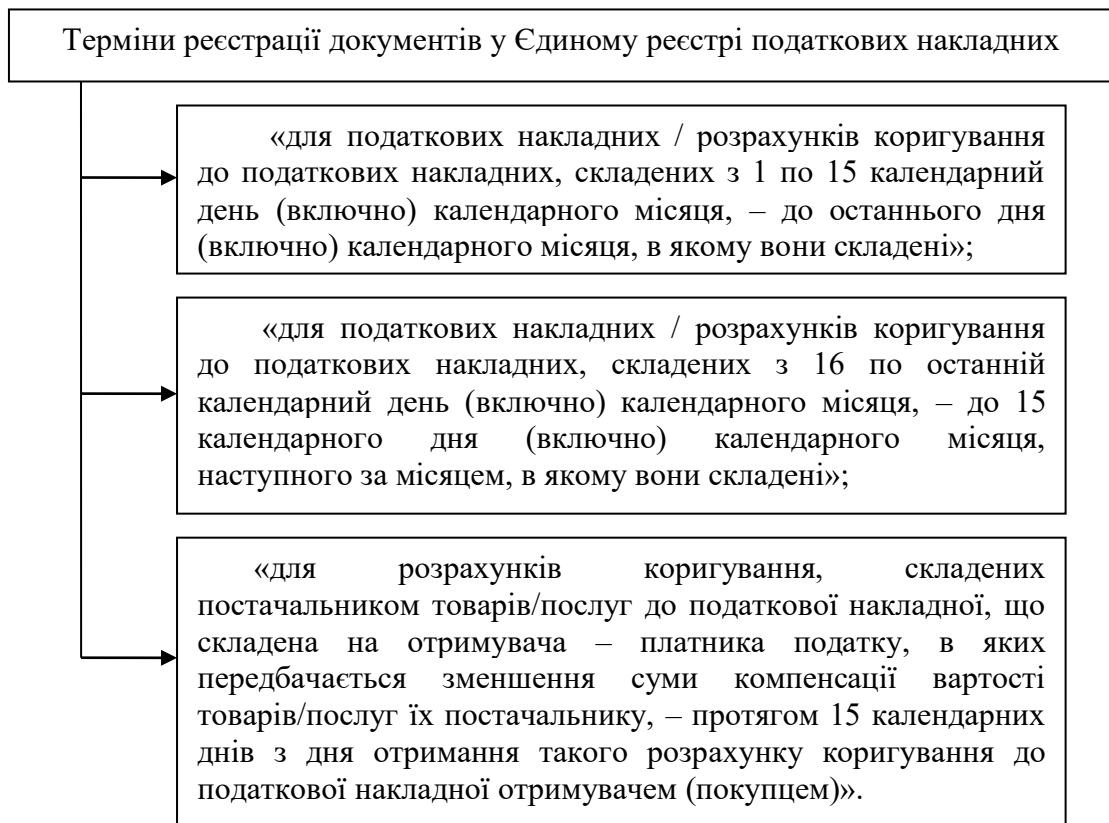 Терміни реєстрації документів у Єдиному реєстрі податкових накладних
«для податкових накладних / розрахунків коригування
до податкових накладних, складених з 1 по 15 календарний
день (включно) календарного місяця, – до останнього дня
(включно) календарного місяця, в якому вони складені»;
«для податкових накладних / розрахунків коригування
до податкових накладних, складених з 16 по останній
календарний день (включно) календарного місяця, – до 15
календарного дня (включно) календарного місяця,
наступного за місяцем, в якому вони складені»;
«для розрахунків коригування, складених
постачальником товарів/послуг до податкової накладної, що
складена на отримувача – платника податку, в яких
передбачається зменшення суми компенсації вартості
товарів/послуг їх постачальнику, – протягом 15 календарних
днів з дня отримання такого розрахунку коригування до
податкової накладної отримувачем (покупцем)».